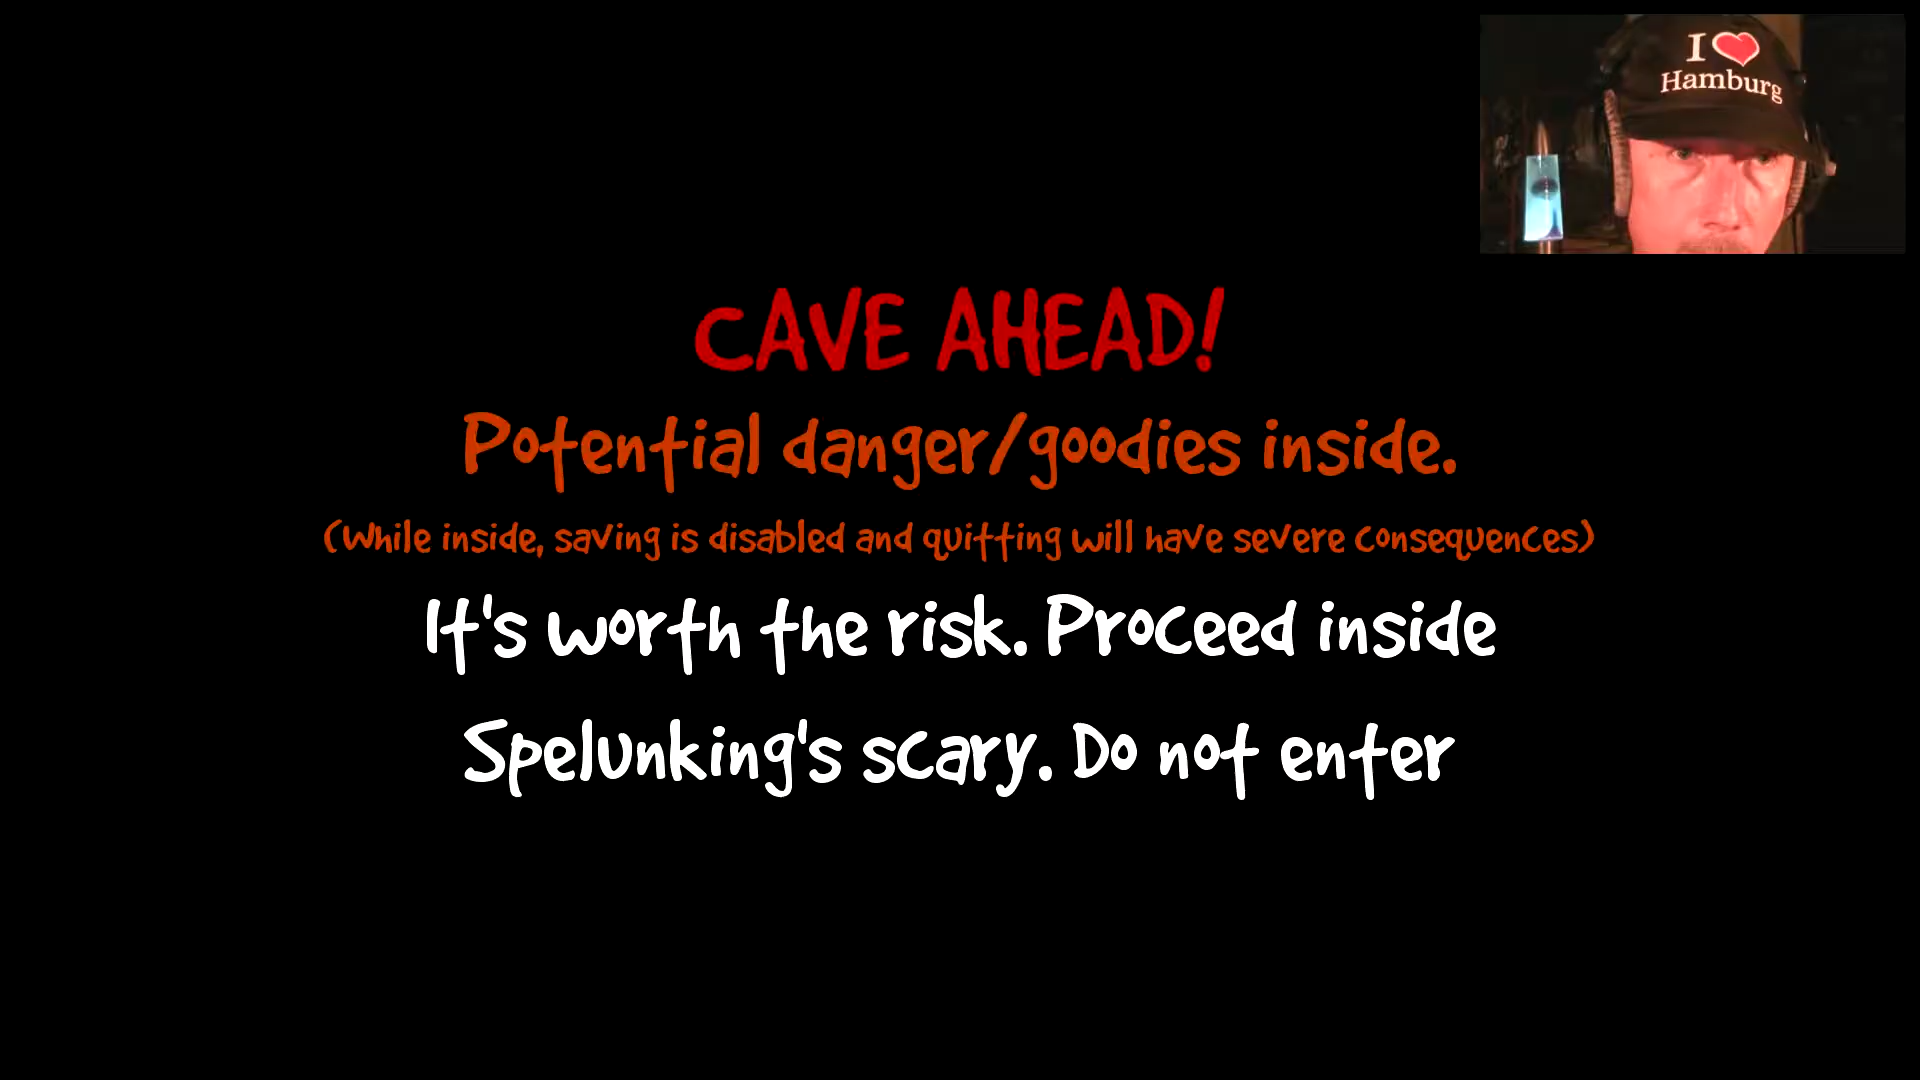 I ❤
Hamburg
CAVE AHEAD!
Potential danger/goodies inside.
(While inside, saving is disabled and quitting will have severe consequences)
It's worth the risk. Proceed inside
Spelunking's scary. Do not enter